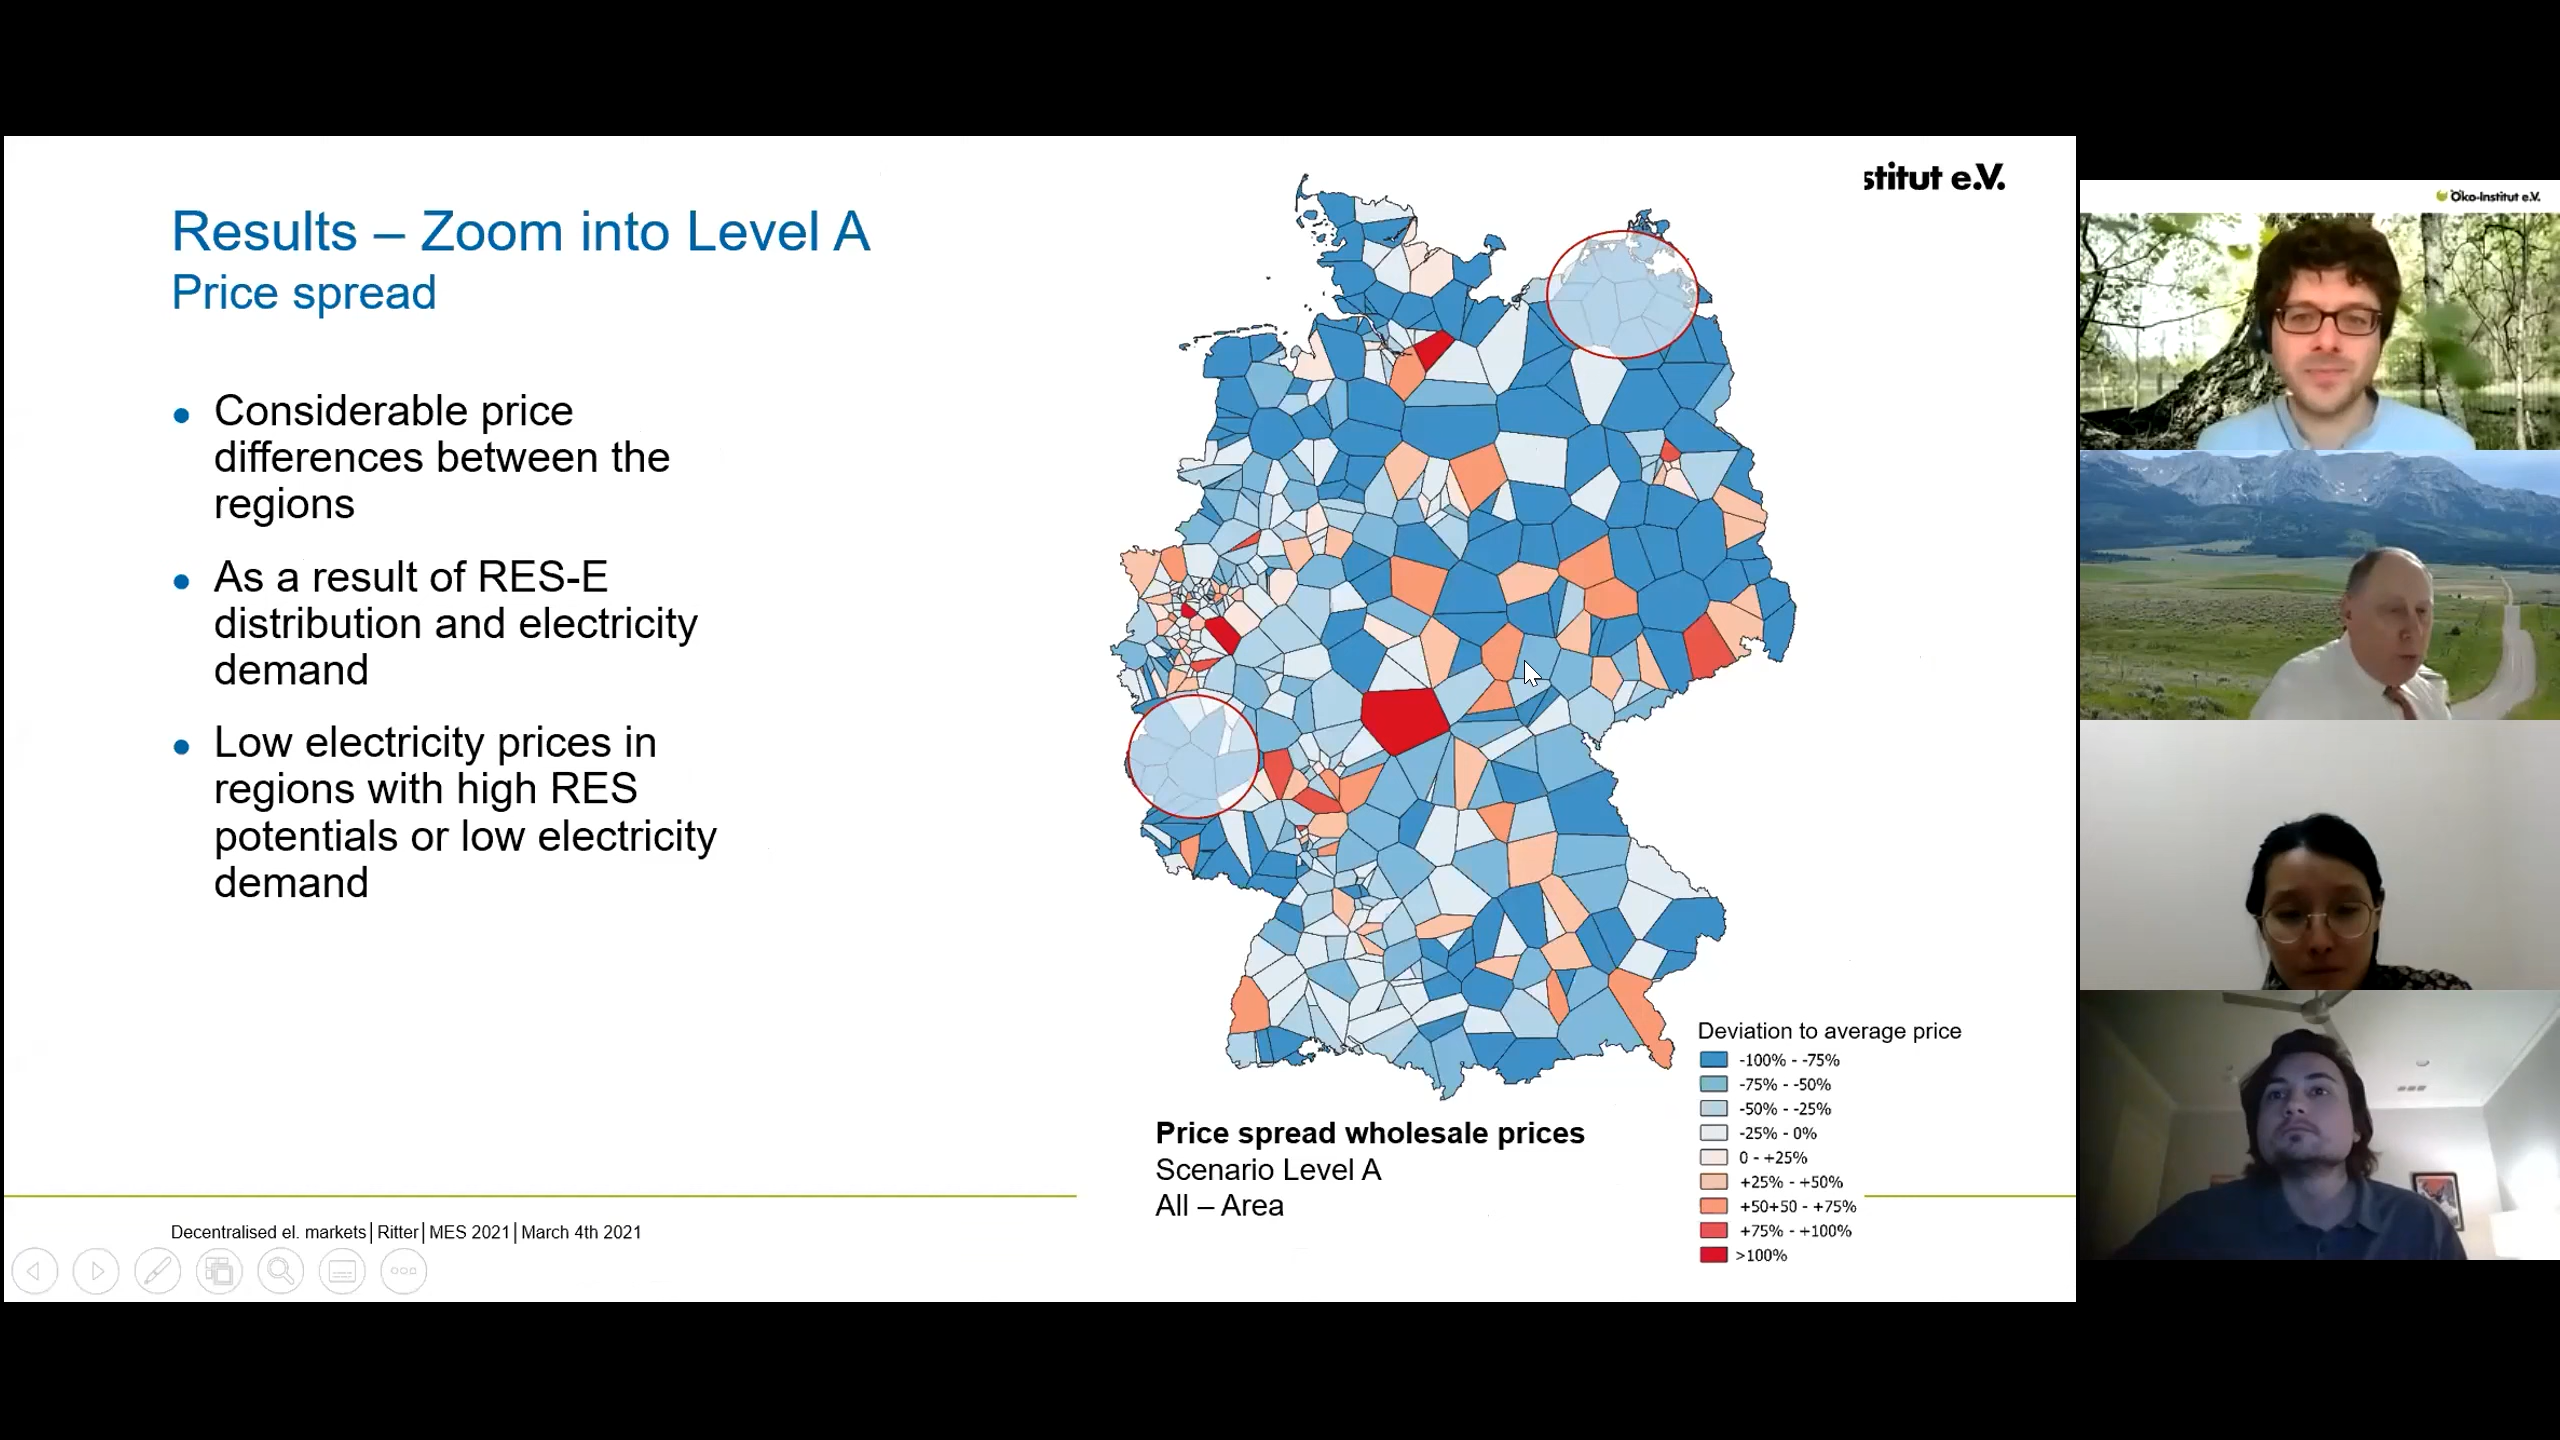 stitut e.V.
Results – Zoom into Level A
Price spread
Considerable price
differences between the
regions
As a result of RES-E
distribution and electricity
demand
Low electricity prices in
regions with high RES
potentials or low electricity
demand
Deviation to average price
-100% - -75%
-75% - -50%
-50% - -25%
-25% - 0%
0 - +25%
+25% - +50%
+50+50 - +75%
+75% - +100%
>100%
Price spread wholesale prices
Scenario Level A
All – Area
Decentralised el. markets│Ritter│MES 2021│March 4th 2021
Öko-Institut e.V.